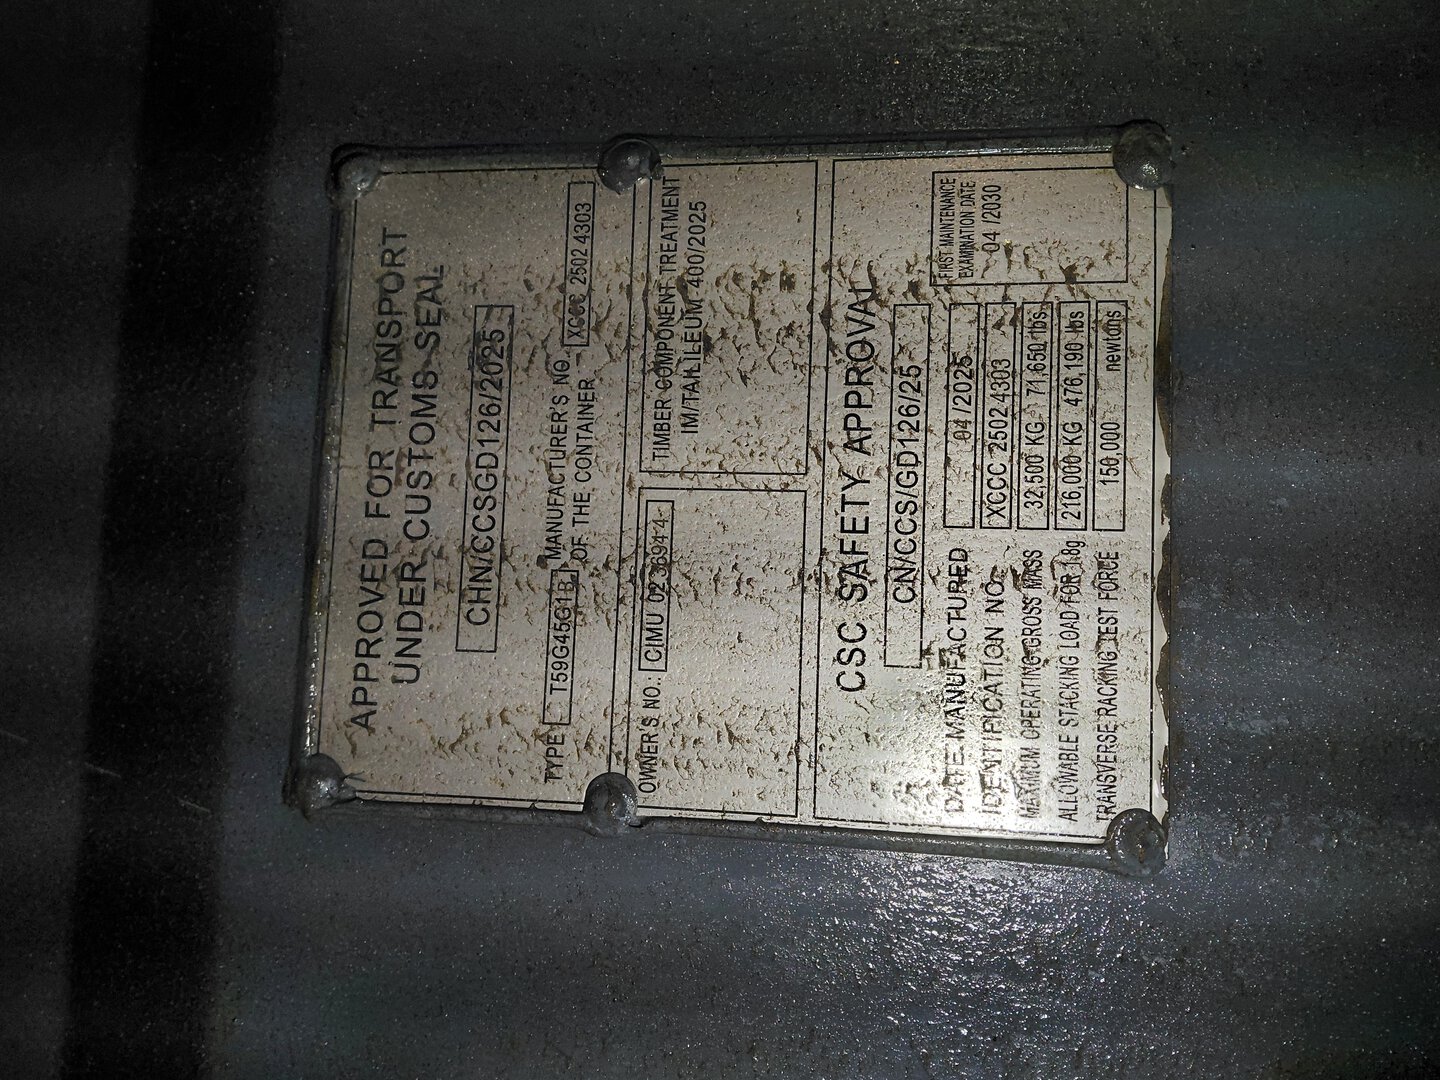 APPROVED FOR TRANSPORT
UNDER CUSTOMS SEAL
CHN/CCSGD126/2025
TYPE T59G45G1B MANUFACTURER'S NO. XCCC 2502 4303
OF THE CONTAINER
OWNER'S NO.: CIMU 023694 4
TIMBER COMPONENT TREATMENT
IM/TAILILEUM 400/2025
CSC SAFETY APPROVAL
CN/CCS/GD126/25
DATE MANUFACTURED 04 /2025
IDENTIFICATION NO. XCCC 2502 4303
MAXIMUM OPERATING GROSS MASS 32,500 KG 71,650 lbs
ALLOWABLE STACKING LOAD FOR 1.8g 216,000 KG 476,190 lbs
TRANSVERSE RACKING TEST FORCE 150,000 newtons
FIRST MAINTENANCE
EXAMINATION DATE
04 /2030